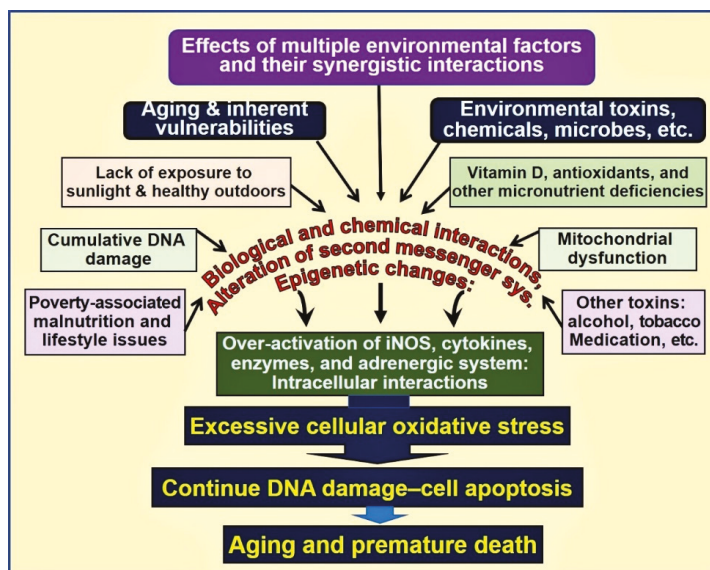 Effects of multiple environmental factors
and their synergistic interactions
Aging & inherent
vulnerabilities
Environmental toxins,
chemicals, microbes, etc.
Lack of exposure to
sunlight & healthy outdoors
Vitamin D, antioxidants, and
other micronutrient deficiencies
Cumulative DNA
damage
Biological and chemical interactions,
Alteration of second messenger sys.
Epigenetic changes:
Mitochondrial
dysfunction
Poverty-associated
malnutrition and
lifestyle issues
Other toxins:
alcohol, tobacco
Medication, etc.
Over-activation of iNOS, cytokines,
enzymes, and adrenergic system:
Intracellular interactions
Excessive cellular oxidative stress
Continue DNA damage–cell apoptosis
Aging and premature death